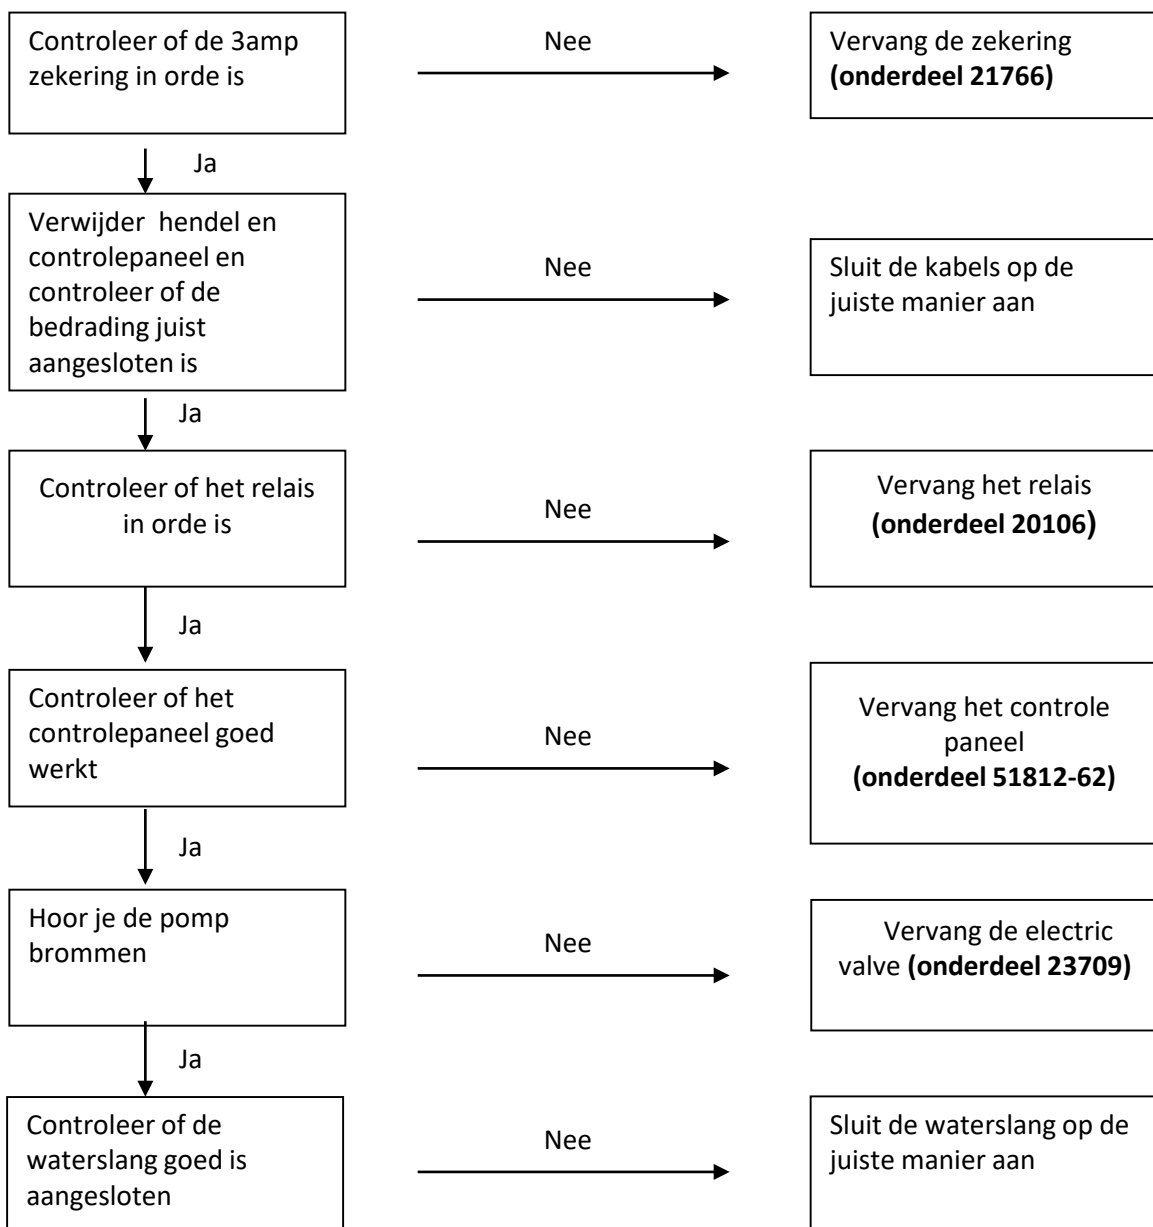 Controleer of de 3amp
zekering in orde is
Nee
Vervang de zekering
(onderdeel 21766)
Ja
Verwijder  hendel en
controlepaneel en
controleer of de
bedrading juist
aangesloten is
Nee
Sluit de kabels op de
juiste manier aan
Ja
Controleer of het relais
in orde is
Nee
Vervang het relais
(onderdeel 20106)
Ja
Controleer of het
controlepaneel goed
werkt
Nee
Vervang het controle
paneel
(onderdeel 51812-62)
Ja
Hoor je de pomp
brommen
Nee
Vervang de electric
valve (onderdeel 23709)
Ja
Controleer of de
waterslang goed is
aangesloten
Nee
Sluit de waterslang op de
juiste manier aan